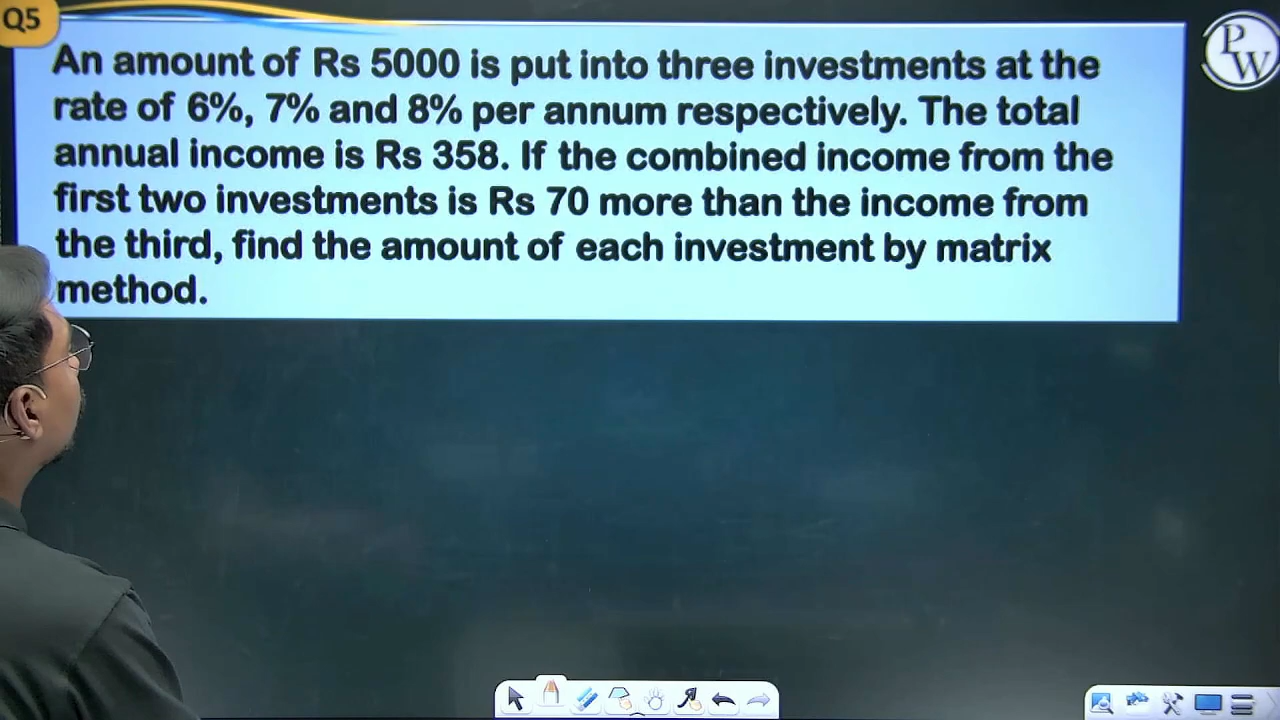 Q5
An amount of Rs 5000 is put into three investments at the
rate of 6%, 7% and 8% per annum respectively. The total
annual income is Rs 358. If the combined income from the
first two investments is Rs 70 more than the income from
the third, find the amount of each investment by matrix
method.
P
W